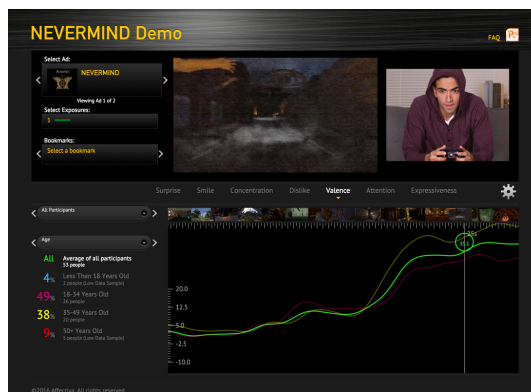 NEVERMIND Demo
FAQ
Select Ad:
NEVERMIND
Viewing Ad 1 of 2
Select Exposures:
1
Bookmarks:
Select a bookmark
Surprise Smile Concentration Dislike Valence Attention Expressiveness
All Participants
Age
All Average of all participants
53 people
4% Less Than 18 Years Old
2 people (Low Data Sample)
49% 18-34 Years Old
26 people
38% 35-49 Years Old
20 people
9% 50+ Years Old
5 people (Low Data Sample)
20.0
12.5
5.0
-2.5
-10.0
©2016 Affectiva. All rights reserved